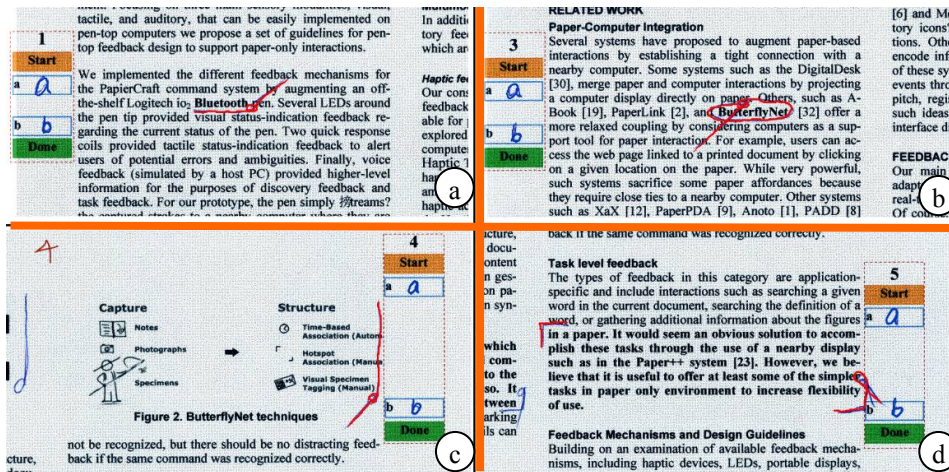 1
Start
a a
b b
Done
tactile, and auditory, that can be easily implemented on
pen-top computers we propose a set of guidelines for pen-
top feedback design to support paper-only interactions.
We implemented the different feedback mechanisms for
the PapierCraft command system by augmenting an off-
the-shelf Logitech io2 Bluetooth pen. Several LEDs around
the pen tip provided visual status-indication feedback re-
garding the current status of the pen. Two quick response
coils provided tactile status-indication feedback to alert
users of potential errors and ambiguities. Finally, voice
feedback (simulated by a host PC) provided higher-level
information for the purposes of discovery feedback and
task feedback. For our prototype, the pen simply
the captured strokes to a nearby computer where they are
In additi
tory fee
which ar
Haptic fe
Our cons
feedback
able for
explored
compute
Haptic T
a
3
Start
a a
b b
Done
RELATED WORK
Paper-Computer Integration
Several systems have proposed to augment paper-based
interactions by establishing a tight connection with a
nearby computer. Some systems such as the DigitalDesk
[30], merge paper and computer interactions by projecting
a computer display directly on paper. Others, such as A-
Book [19], PaperLink [2], and ButterflyNet [32] offer a
more relaxed coupling by considering computers as a sup-
port tool for paper interaction. For example, users can ac-
cess the web page linked to a printed document by clicking
on a given location on the paper. While very powerful,
such systems sacrifice some paper affordances because
they require close ties to a nearby computer. Other systems
such as XaX [12], PaperPDA [9], Anoto [1], PADD [8]
[6] and M
tory icons'
tions. Oth
encode inf
of these sy
events thro
pitch, regi
such ideas
interface d
FEEDBAC
Our main
adapt
real-t
Of cour
b
4
Capture
Notes
Photographs
Specimens
Structure
Time-Based
Association (Autom
Hotspot
Association (Manua
Visual Specimen
Tagging (Manual)
Figure 2. ButterflyNet techniques
not be recognized, but there should be no distracting feed-
back if the same command was recognized correctly.
cture,
4
Start
a a
b b
Done
c
icture,
docu-
ontent
n ges-
on pa-
n syn-
which
com-
to the
so. It
tween
arking
ils can
g
back if the same command was recognized correctly.
Task level feedback
The types of feedback in this category are application-
specific and include interactions such as searching a given
word in the current document, searching the definition of a
word, or gathering additional information about the figures
in a paper. It would seem an obvious solution to accom-
plish these tasks through the use of a nearby display
such as in the Paper++ system [23]. However, we be-
lieve that it is useful to offer at least some of the simpler
tasks in paper only environment to increase flexibility
of use.
Feedback Mechanisms and Design Guidelines
Building on an examination of available feedback mecha-
nisms, including haptic devices, LEDs, portable displays,
5
Start
a a
b b
Done
d